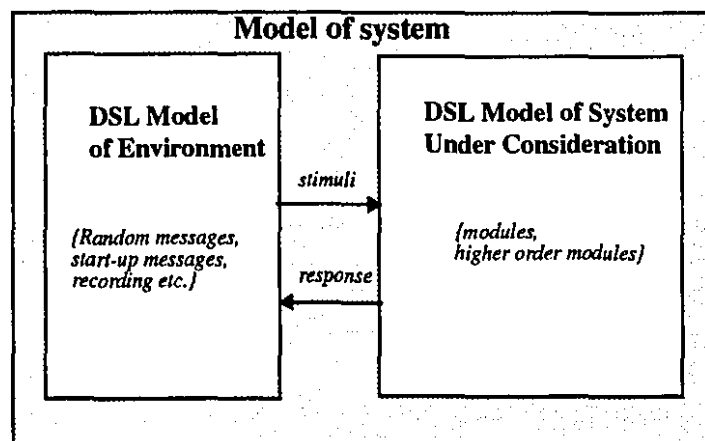 Model of system
DSL Model
of Environment
{Random messages,
start-up messages,
recording etc.}
stimuli
response
DSL Model of System
Under Consideration
{modules,
higher order modules}